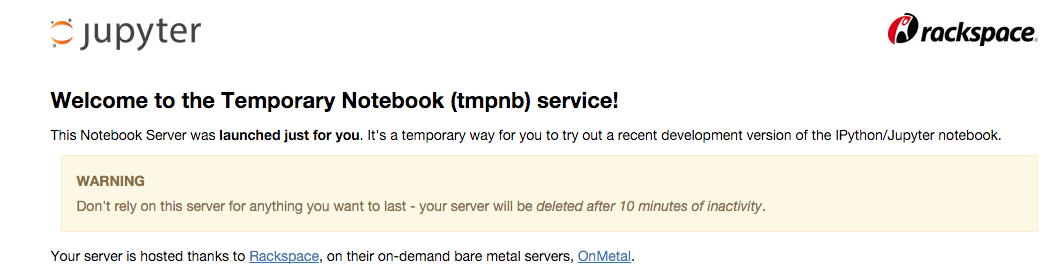 jupyter
rackspace.
Welcome to the Temporary Notebook (tmpnb) service!
This Notebook Server was launched just for you. It's a temporary way for you to try out a recent development version of the IPython/Jupyter notebook.
WARNING
Don't rely on this server for anything you want to last - your server will be deleted after 10 minutes of inactivity.
Your server is hosted thanks to Rackspace, on their on-demand bare metal servers, OnMetal.